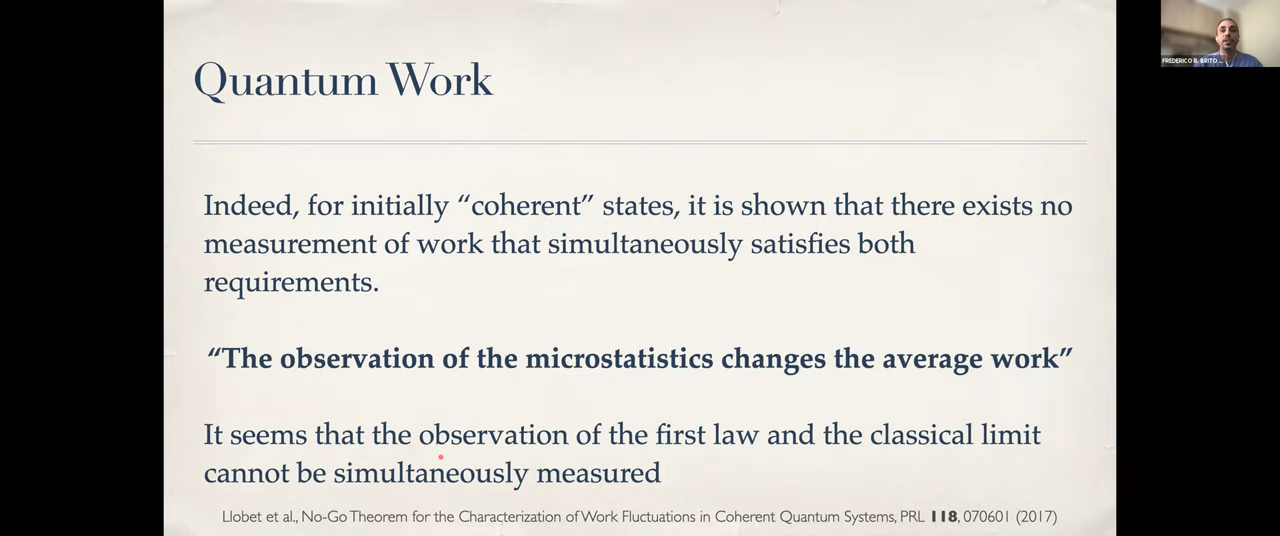 Quantum Work
FREDERICO B. BRITO ...
Indeed, for initially “coherent” states, it is shown that there exists no
measurement of work that simultaneously satisfies both
requirements.
“The observation of the microstatistics changes the average work”
It seems that the observation of the first law and the classical limit
cannot be simultaneously measured
Llobet et al., No-Go Theorem for the Characterization of Work Fluctuations in Coherent Quantum Systems, PRL 118, 070601 (2017)